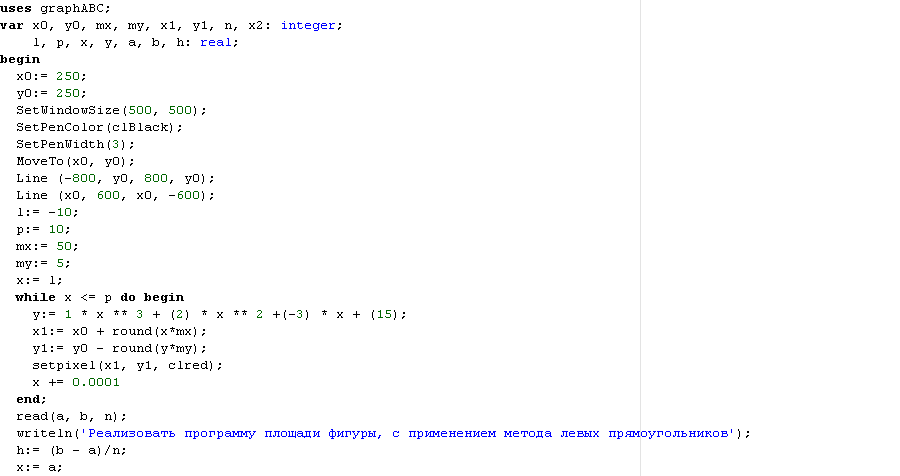 uses graphABC;
var x0, y0, mx, my, x1, y1, n, x2: integer;
l, p, x, y, a, b, h: real;
begin
x0:= 250;
y0:= 250;
SetWindowSize(500, 500);
SetPenColor(clBlack);
SetPenWidth(3);
MoveTo(x0, y0);
Line (-800, y0, 800, y0);
Line (x0, 600, x0, -600);
l:= -10;
p:= 10;
mx:= 50;
my:= 5;
x:= l;
while x <= p do begin
y:= 1 * x ** 3 + (2) * x ** 2 +(-3) * x + (15);
x1:= x0 + round(x*mx);
y1:= y0 - round(y*my);
setpixel(x1, y1, clred);
x += 0.0001
end;
read(a, b, n);
writeln('Реализовать программу площади фигуры, с применением метода левых прямоугольников');
h:= (b - a)/n;
x:= a;